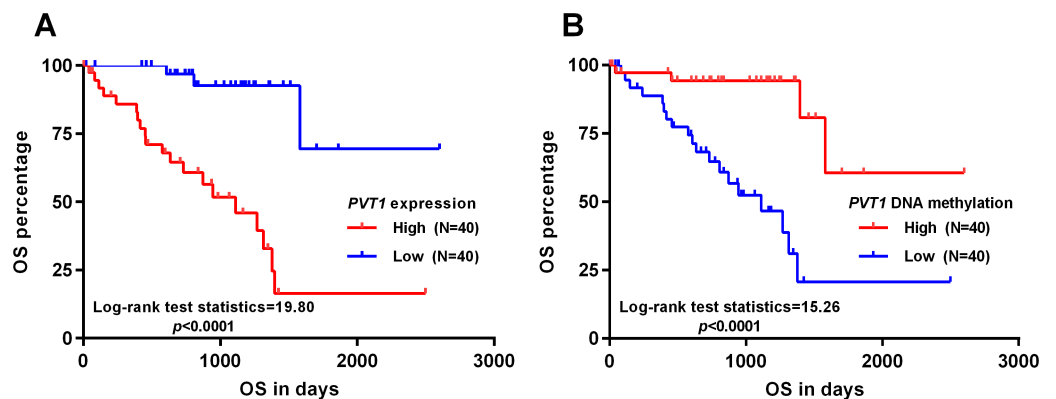 A
100
75
50
25
0
OS percentage
PVT1 expression
High (N=40)
Low (N=40)
Log-rank test statistics=19.80
p<0.0001
0 1000 2000 3000
OS in days
B
100
75
50
25
0
OS percentage
PVT1 DNA methylation
High (N=40)
Low (N=40)
Log-rank test statistics=15.26
p<0.0001
0 1000 2000 3000
OS in days